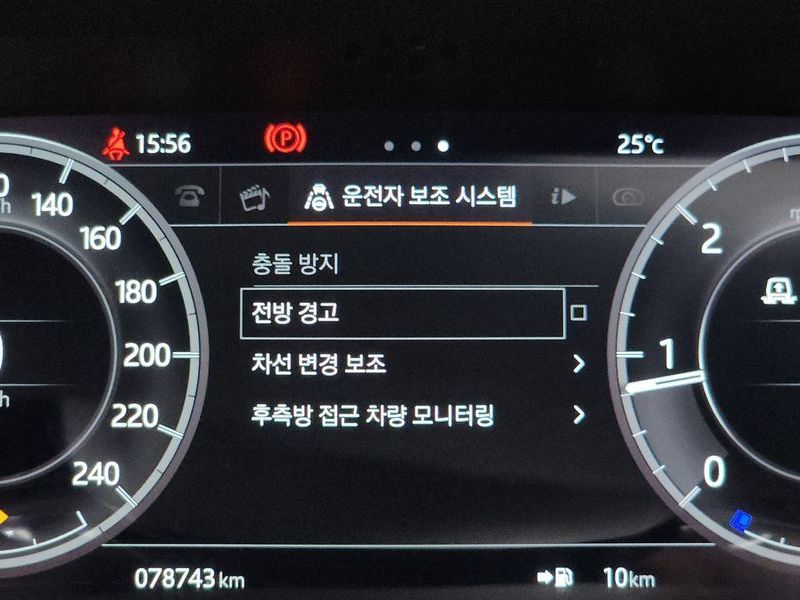 15:56
P
25°C
140
160
180
200
220
240
운전자 보조 시스템
i
충돌 방지
전방 경고
차선 변경 보조
후측방 접근 차량 모니터링
2
1
0
078743 km
10km